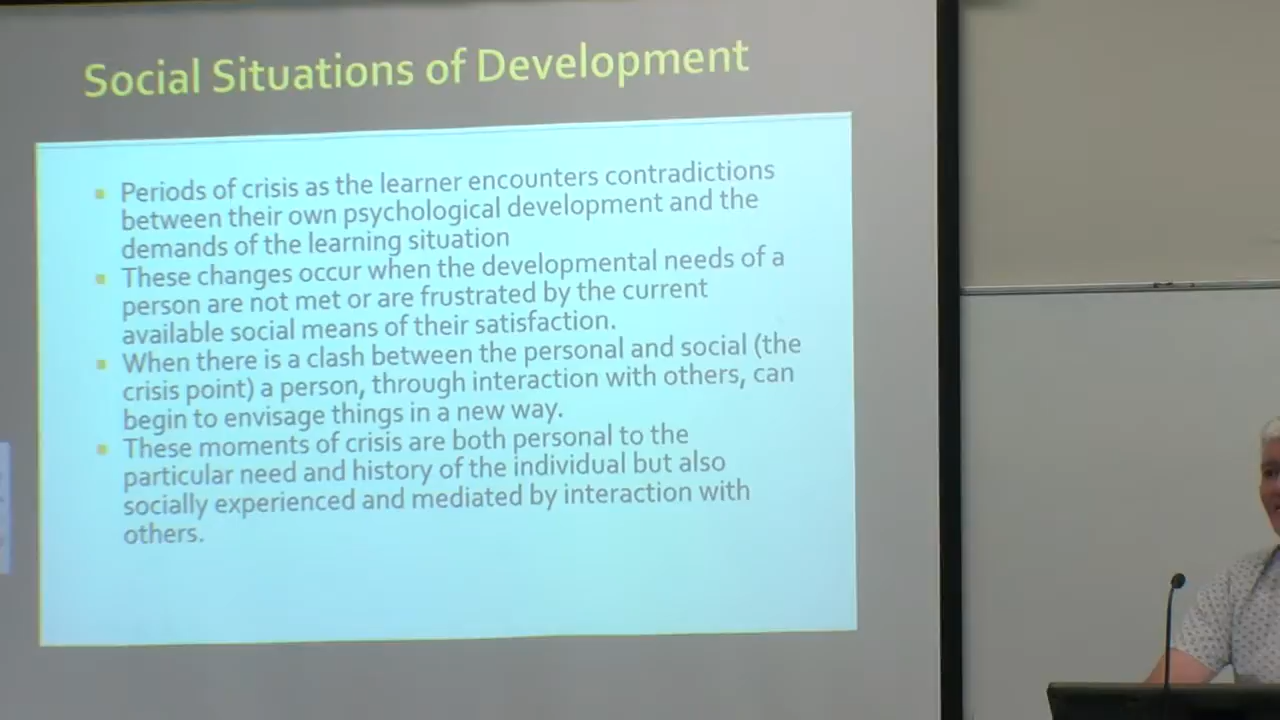 Social Situations of Development
▪ Periods of crisis as the learner encounters contradictions
between their own psychological development and the
demands of the learning situation
▪ These changes occur when the developmental needs of a
person are not met or are frustrated by the current
available social means of their satisfaction.
▪ When there is a clash between the personal and social (the
crisis point) a person, through interaction with others, can
begin to envisage things in a new way.
▪ These moments of crisis are both personal to the
particular need and history of the individual but also
socially experienced and mediated by interaction with
others.